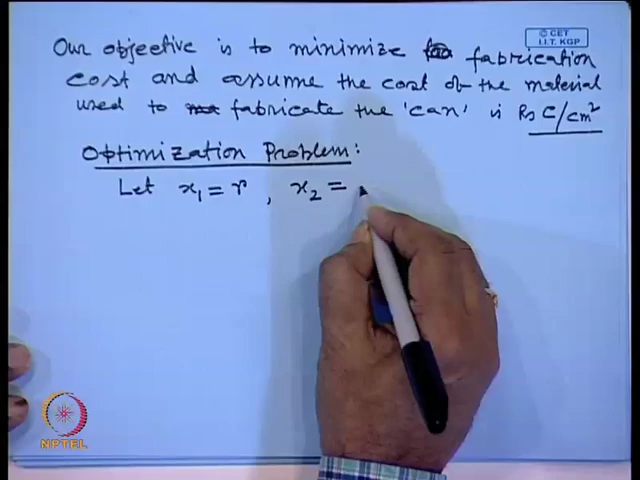 © CET
I.I.T. KGP
Our objective is to minimize fabrication
cost and assume the cost of the material
used to fabricate the 'can' is Rs C/cm²
Optimization Problem:
Let x₁ = r , x₂ =
NPTEL